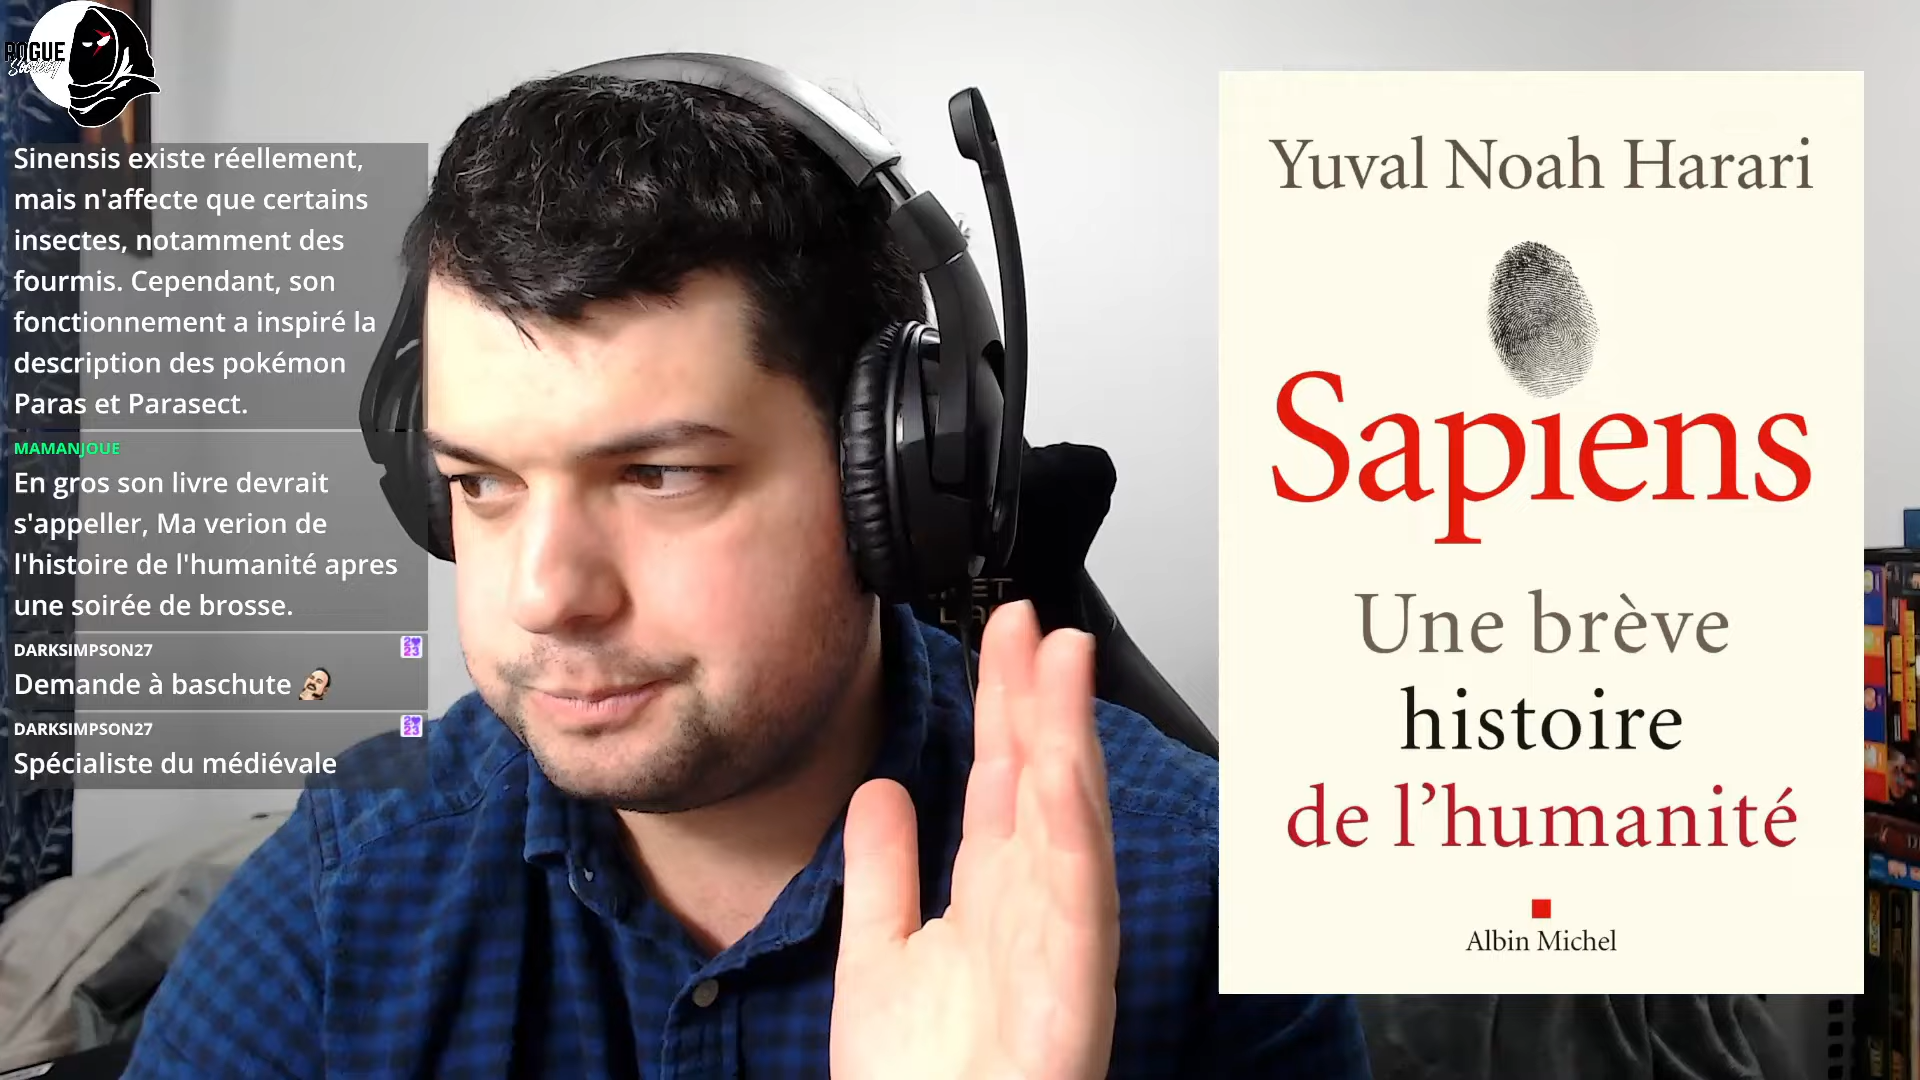 ROGUE
Society
Sinensis existe réellement,
mais n'affecte que certains
insectes, notamment des
fourmis. Cependant, son
fonctionnement a inspiré la
description des pokémon
Paras et Parasect.
MAMANJOUE
En gros son livre devrait
s'appeller, Ma verion de
l'histoire de l'humanité apres
une soirée de brosse.
DARKSIMPSON27
Demande à baschute
DARKSIMPSON27
Spécialiste du médiévale
Yuval Noah Harari
Sapiens
Une brève
histoire
de l'humanité
Albin Michel